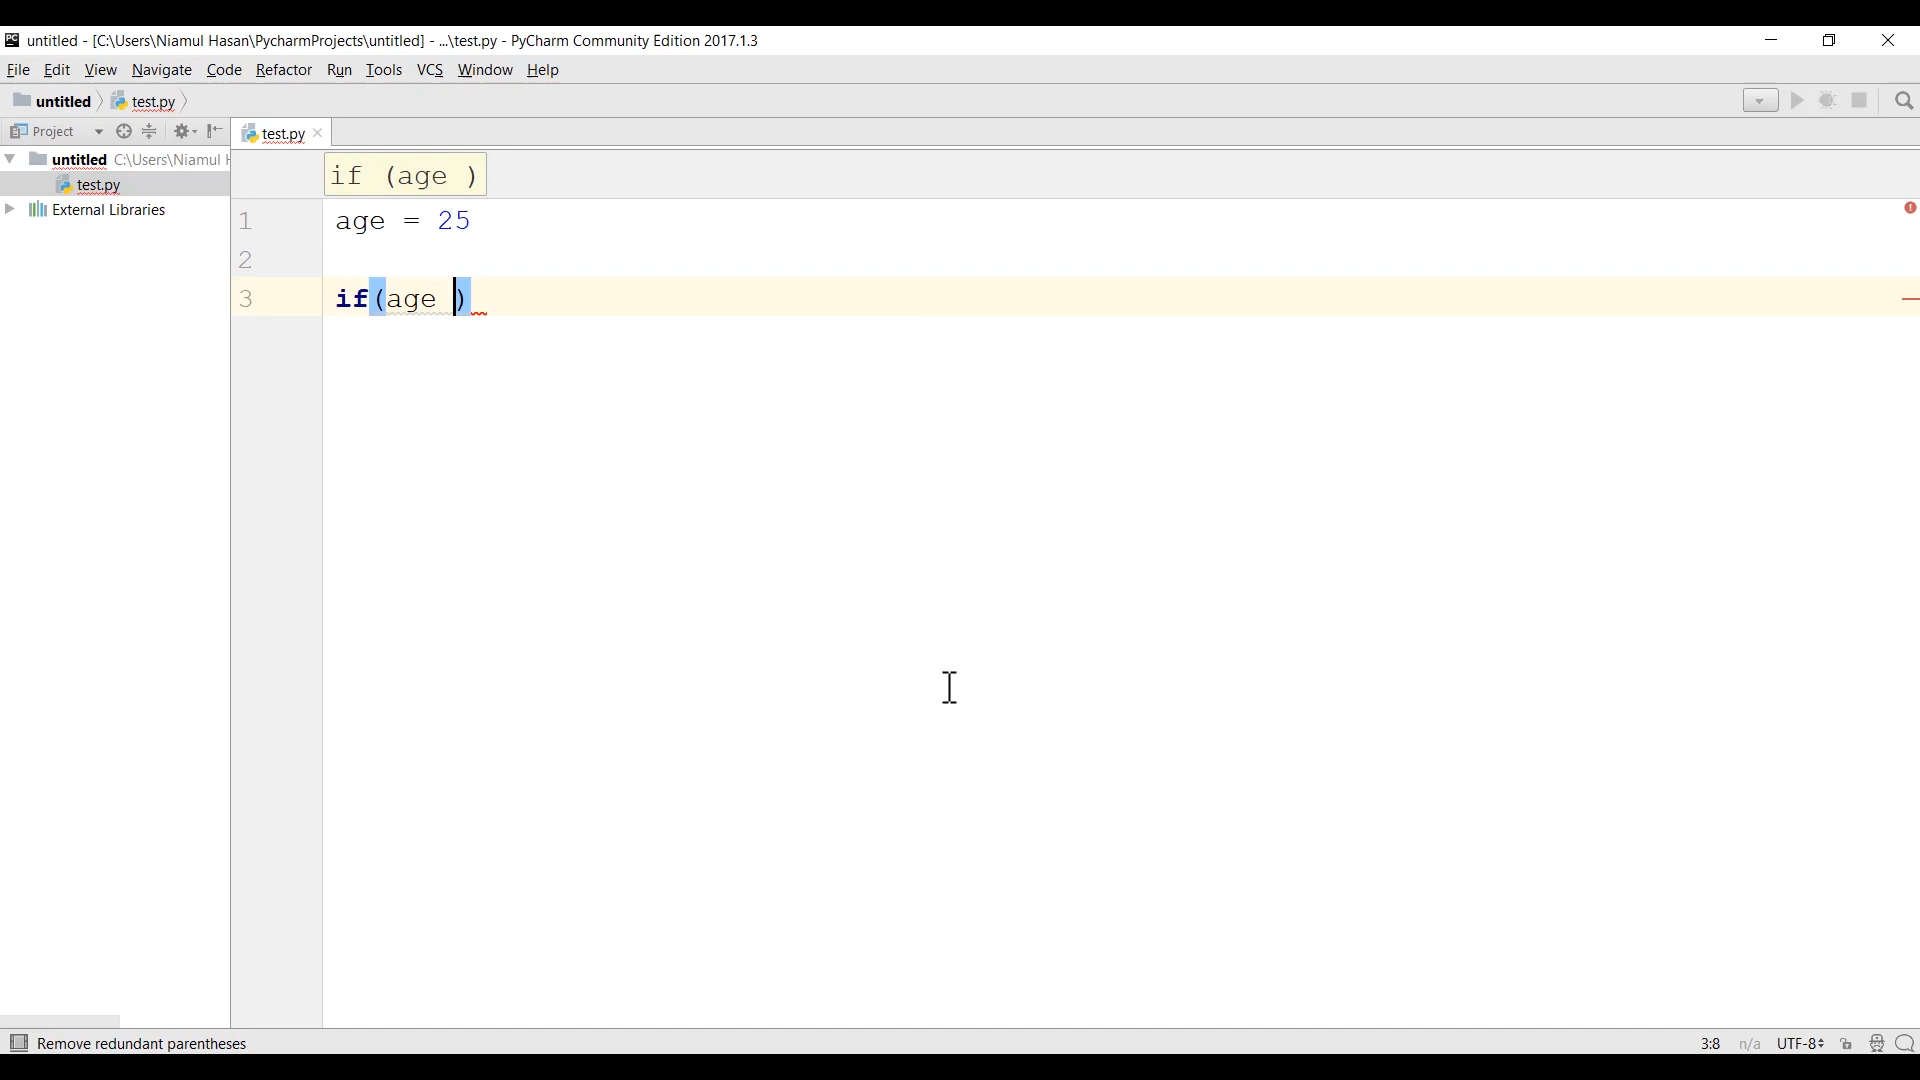 untitled - [C:\Users\Niamul Hasan\PycharmProjects\untitled] - ...\test.py - PyCharm Community Edition 2017.1.3
File Edit View Navigate Code Refactor Run Tools VCS Window Help
untitled test.py
Project test.py
untitled C:\Users\Niamul H
if (age )
test.py
External Libraries
1 age = 25
2
3 if(age )
Remove redundant parentheses 3:8 n/a UTF-8